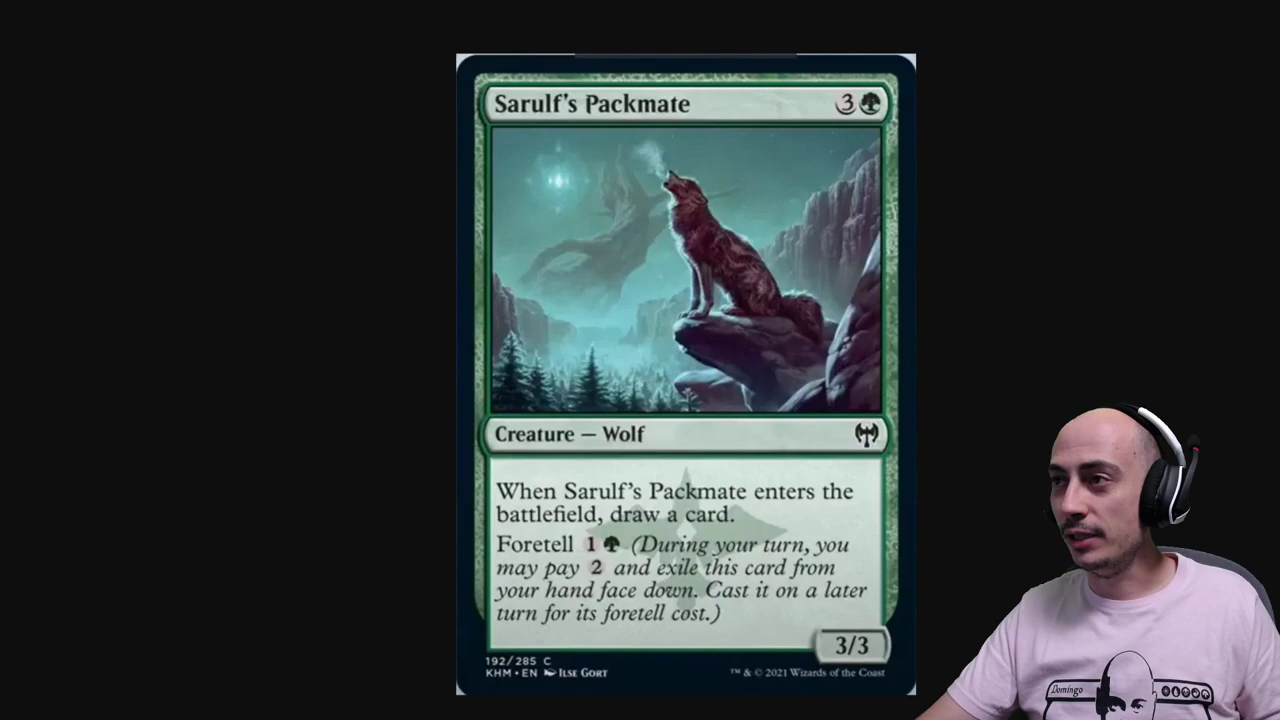 Sarulf's Packmate 3
Creature — Wolf
When Sarulf's Packmate enters the
battlefield, draw a card.
Foretell 1 (During your turn, you
may pay 2 and exile this card from
your hand face down. Cast it on a later
turn for its foretell cost.)
3/3
192/285 C
KHM • EN ILSE GORT
™ & © 2021 Wizards of the Coast
Domingo